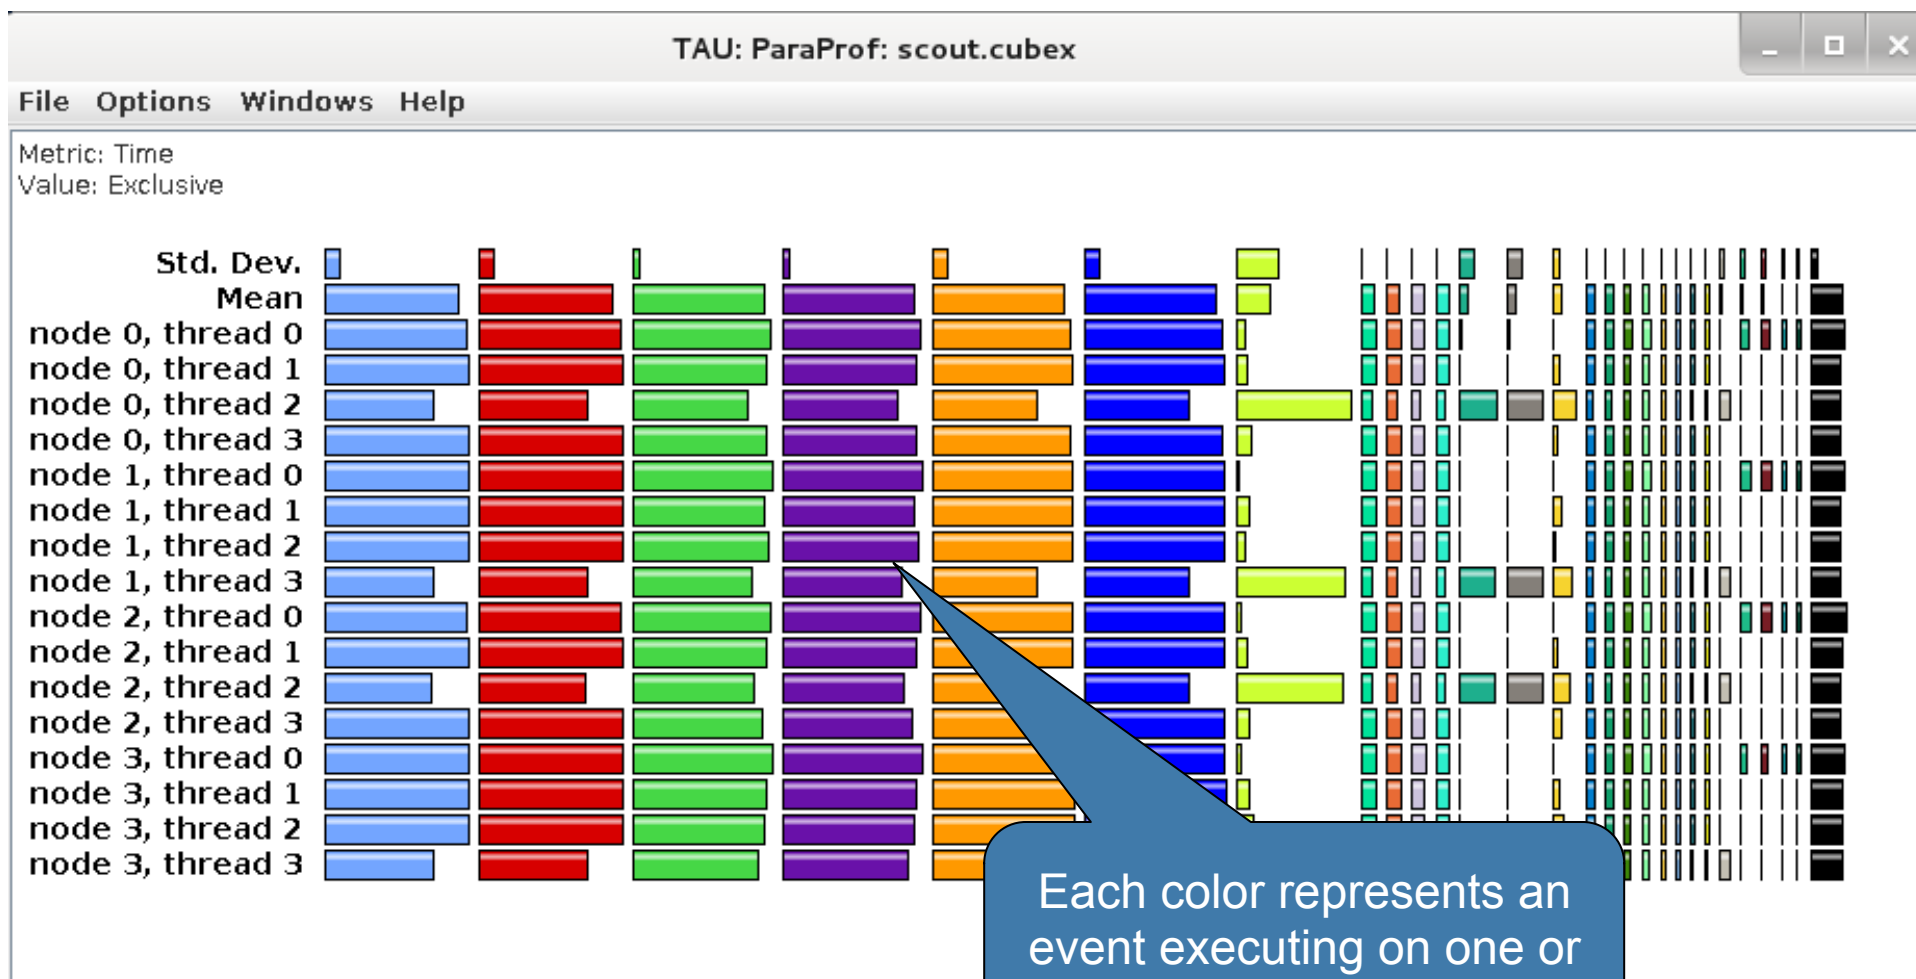 TAU: ParaProf: scout.cubex
File Options Windows Help
Metric: Time
Value: Exclusive
Std. Dev.
Mean
node 0, thread 0
node 0, thread 1
node 0, thread 2
node 0, thread 3
node 1, thread 0
node 1, thread 1
node 1, thread 2
node 1, thread 3
node 2, thread 0
node 2, thread 1
node 2, thread 2
node 2, thread 3
node 3, thread 0
node 3, thread 1
node 3, thread 2
node 3, thread 3
Each color represents an
event executing on one or